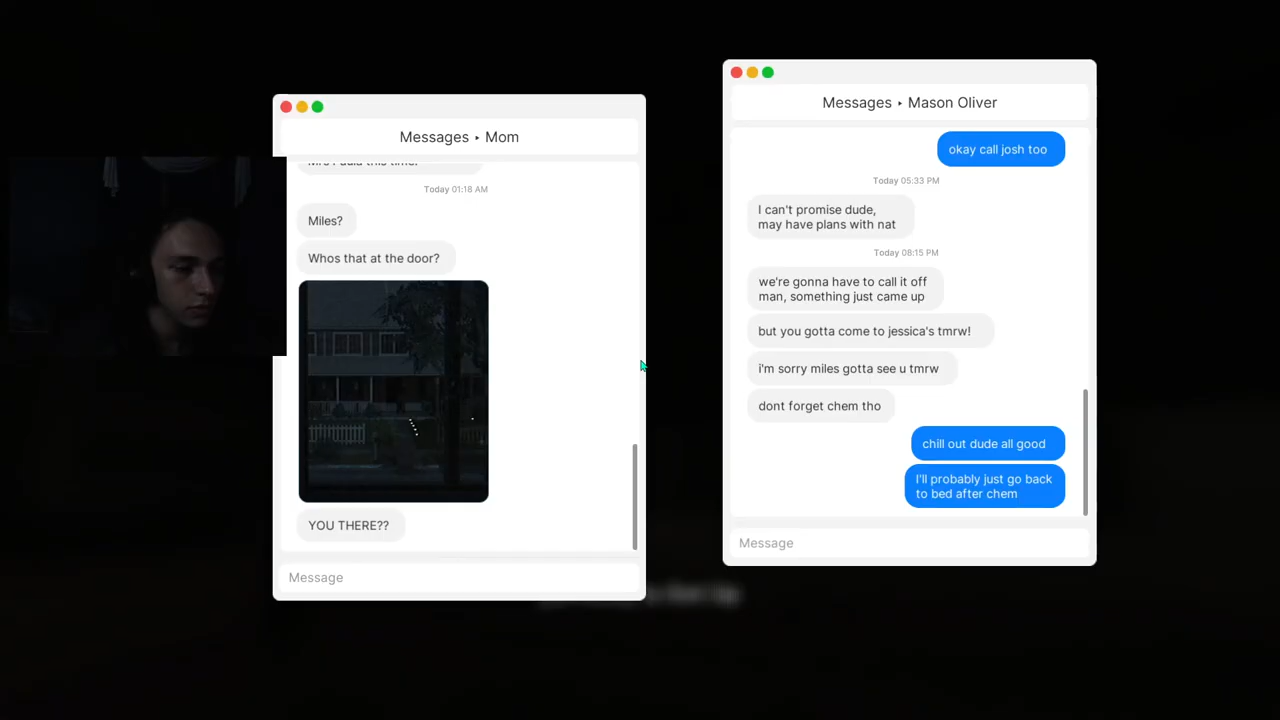 Messages ‣ Mom
Today 01:18 AM
Miles?
Whos that at the door?
YOU THERE??
Message
Messages ‣ Mason Oliver
okay call josh too
Today 05:33 PM
I can't promise dude,
may have plans with nat
Today 08:15 PM
we're gonna have to call it off
man, something just came up
but you gotta come to jessica's tmrw!
i'm sorry miles gotta see u tmrw
dont forget chem tho
chill out dude all good
I'll probably just go back
to bed after chem
Message